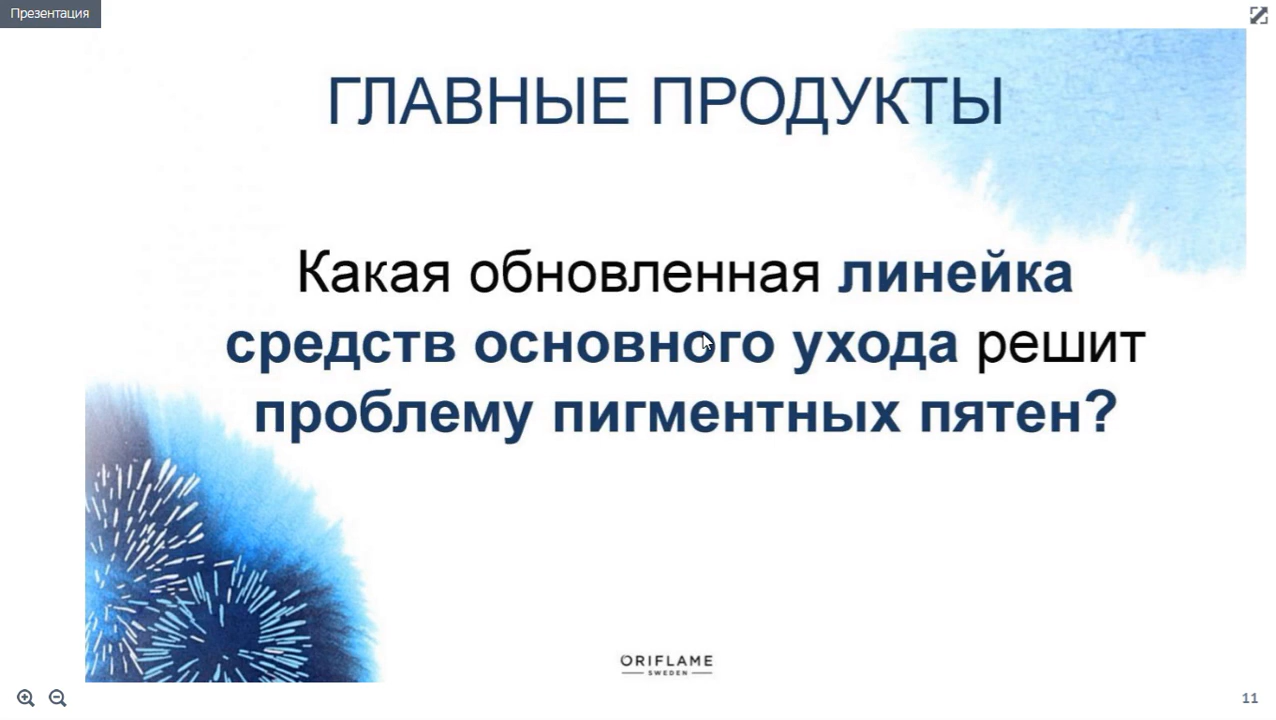 Презентация
ГЛАВНЫЕ ПРОДУКТЫ
Какая обновленная линейка
средств основного ухода решит
проблему пигментных пятен?
ORIFLAME
SWEDEN
11